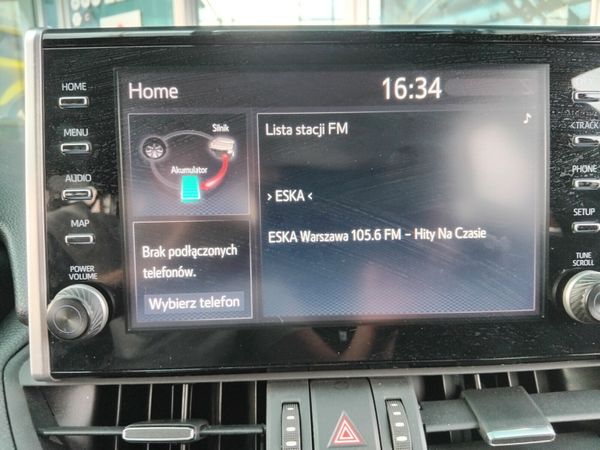 HOME
MENU
AUDIO
MAP
POWER
VOLUME
Home
16:34
Silnik
Akumulator
Brak podłączonych
telefonów.
Wybierz telefon
Lista stacji FM
› ESKA ‹
ESKA Warszawa 105.6 FM – Hity Na Czasie
TRACK
PHONE
SETUP
TUNE
SCROLL